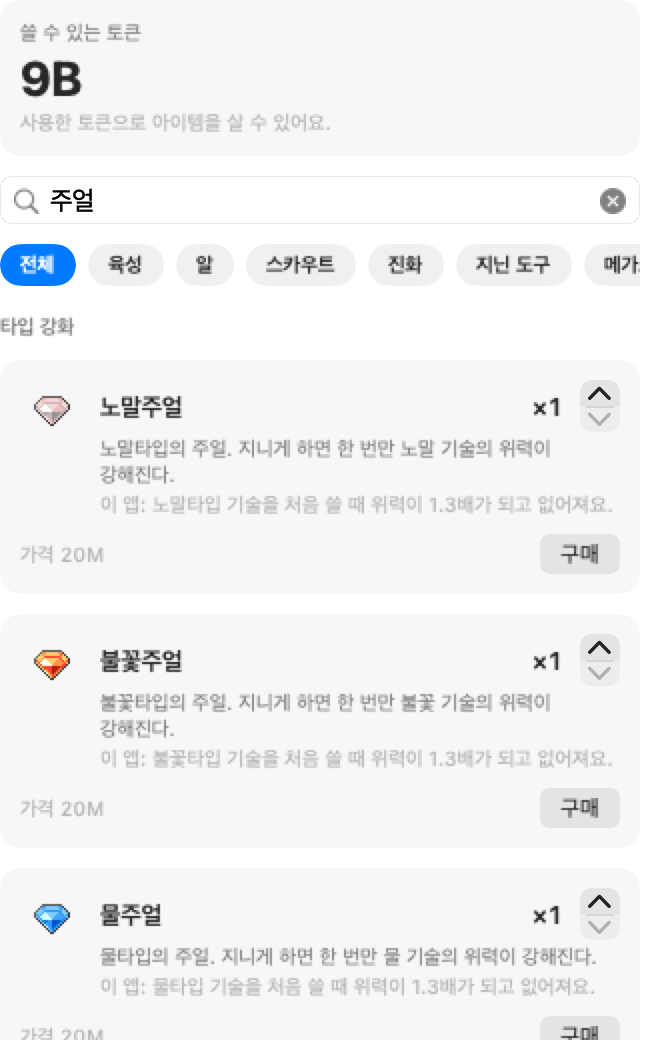 쓸 수 있는 토큰
9B
사용한 토큰으로 아이템을 살 수 있어요.
주얼
전체 육성 알 스카우트 진화 지닌 도구 메가
타입 강화
노말주얼 ×1
노말타입의 주얼. 지니게 하면 한 번만 노말 기술의 위력이
강해진다.
이 앱: 노말타입 기술을 처음 쓸 때 위력이 1.3배가 되고 없어져요.
가격 20M 구매
불꽃주얼 ×1
불꽃타입의 주얼. 지니게 하면 한 번만 불꽃 기술의 위력이
강해진다.
이 앱: 불꽃타입 기술을 처음 쓸 때 위력이 1.3배가 되고 없어져요.
가격 20M 구매
물주얼 ×1
물타입의 주얼. 지니게 하면 한 번만 물 기술의 위력이 강해진다.
이 앱: 물타입 기술을 처음 쓸 때 위력이 1.3배가 되고 없어져요.
가격 20M 구매